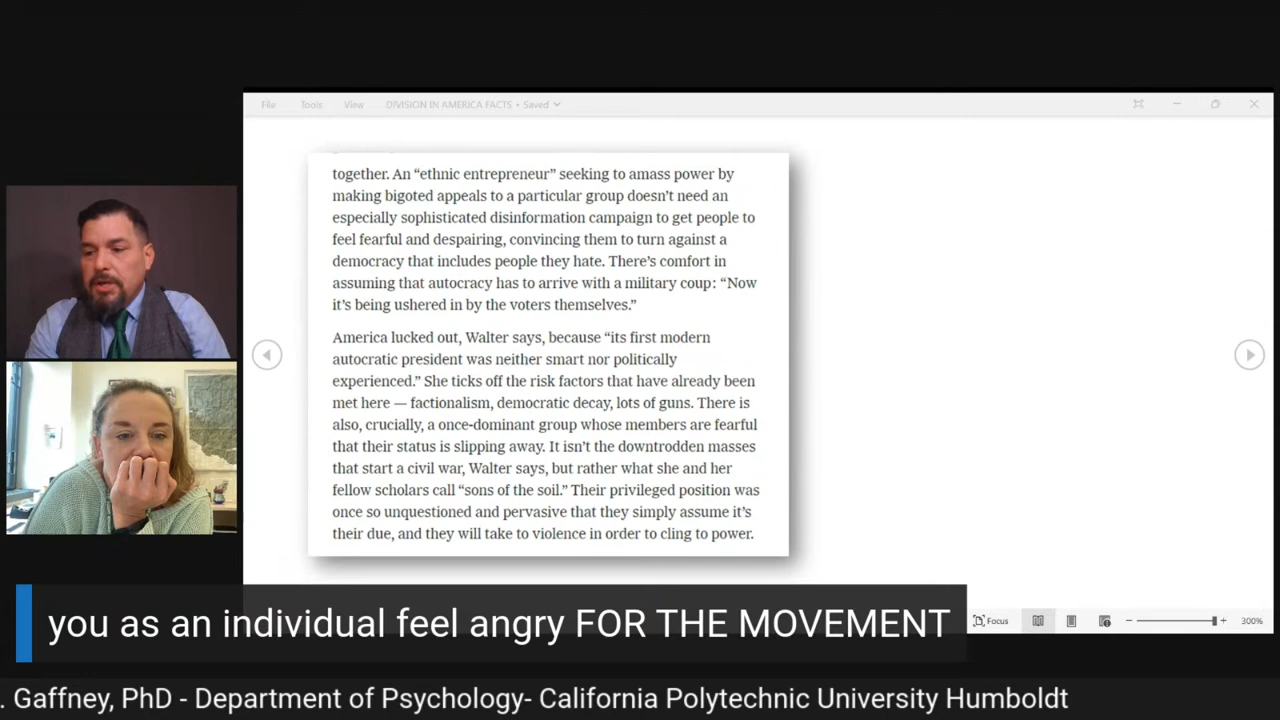 File Tools View DIVISION IN AMERICA FACTS • Saved
together. An “ethnic entrepreneur” seeking to amass power by
making bigoted appeals to a particular group doesn’t need an
especially sophisticated disinformation campaign to get people to
feel fearful and despairing, convincing them to turn against a
democracy that includes people they hate. There’s comfort in
assuming that autocracy has to arrive with a military coup: “Now
it’s being ushered in by the voters themselves.”
America lucked out, Walter says, because “its first modern
autocratic president was neither smart nor politically
experienced.” She ticks off the risk factors that have already been
met here — factionalism, democratic decay, lots of guns. There is
also, crucially, a once-dominant group whose members are fearful
that their status is slipping away. It isn’t the downtrodden masses
that start a civil war, Walter says, but rather what she and her
fellow scholars call “sons of the soil.” Their privileged position was
once so unquestioned and pervasive that they simply assume it’s
their due, and they will take to violence in order to cling to power.
you as an individual feel angry FOR THE MOVEMENT
Focus 300%
. Gaffney, PhD - Department of Psychology- California Polytechnic University Humboldt